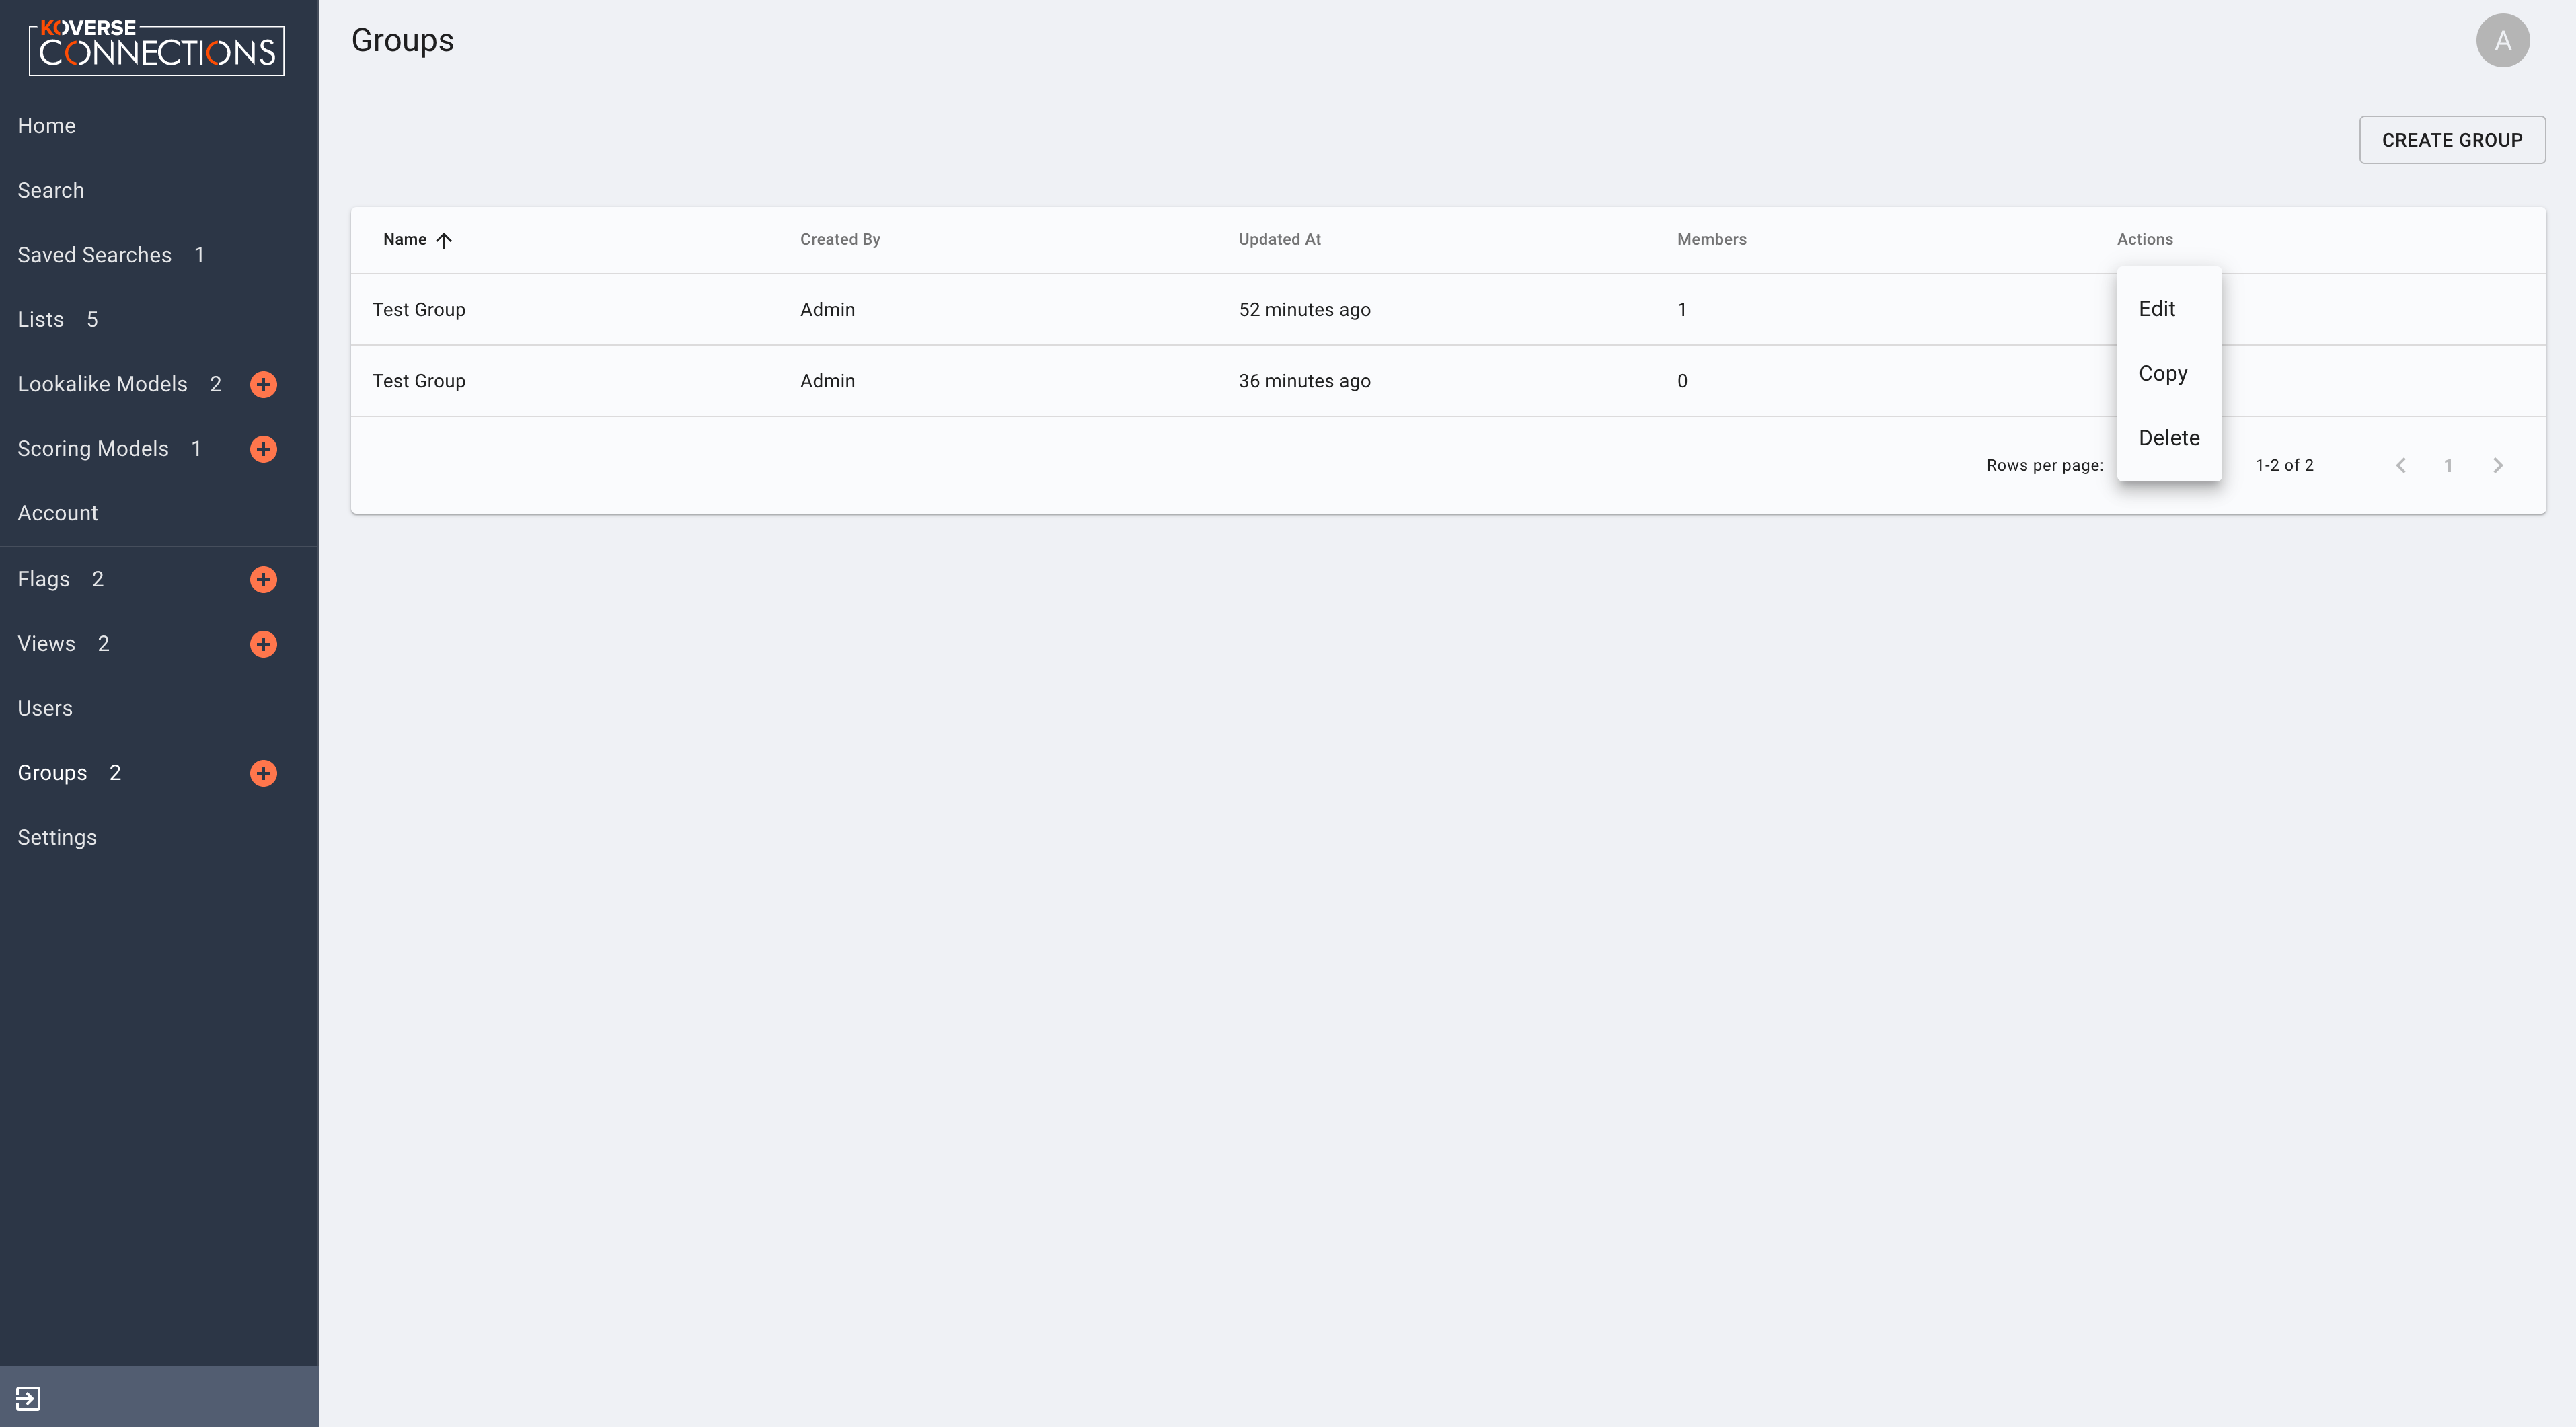 KOVERSE
CONNECTIONS
Home
Search
Saved Searches 1
Lists 5
Lookalike Models 2
Scoring Models 1
Account
Flags 2
Views 2
Users
Groups 2
Settings
Groups
A
CREATE GROUP
Name Created By Updated At Members Actions
Test Group Admin 52 minutes ago 1
Test Group Admin 36 minutes ago 0
Edit
Copy
Delete
Rows per page: 1-2 of 2 1